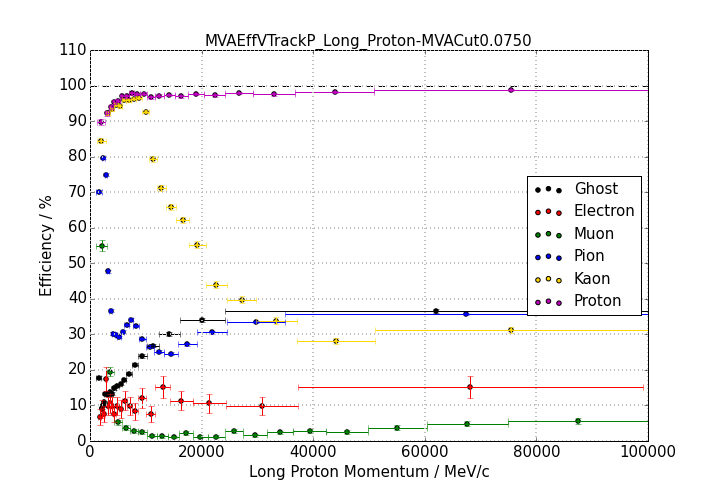 MVAEffVTrackP_Long_Proton-MVACut0.0750
110
100
90
80
70
60
50
40
30
20
10
0
Efficiency / %
Ghost
Electron
Muon
Pion
Kaon
Proton
0 20000 40000 60000 80000 100000
Long Proton Momentum / MeV/c